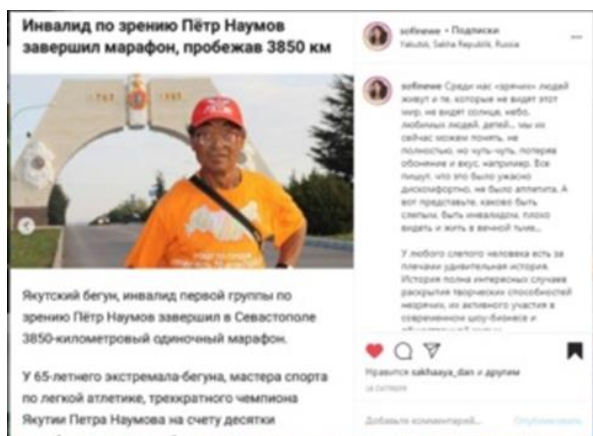 Инвалид по зрению Пётр Наумов
завершил марафон, пробежав 3850 км
Якутский бегун, инвалид первой группы по
зрению Пётр Наумов завершил в Севастополе
3850-километровый одиночный марафон.
У 65-летнего экстремала-бегуна, мастера спорта
по легкой атлетике, трехкратного чемпиона
Якутии Петра Наумова на счету десятки
sofinewe • Подписки
Yakutsk, Sakha Republik, Russia
sofinewe Среди нас «зрячих» людей
живут и те, которые не видят этот
мир, не видят солнце, небо,
любимых людей, детей... мы их
сейчас можем понять, не
полностью, но чуть-чуть, потеряв
обоняние и вкус, например. Все
пишут, что это было ужасно
дискомфортно, не было аппетита. А
вот представьте, каково быть
слепым, быть инвалидом, плохо
видеть и жить в вечной тьме...
У любого слепого человека есть за
плечами удивительная история.
История полна интересных случаев
раскрытия творческих способностей
незрячих, их активного участия в
современном шоу-бизнесе и
Нравится sakhaaya_dan и другим
Добавьте комментарий... Опубликовать